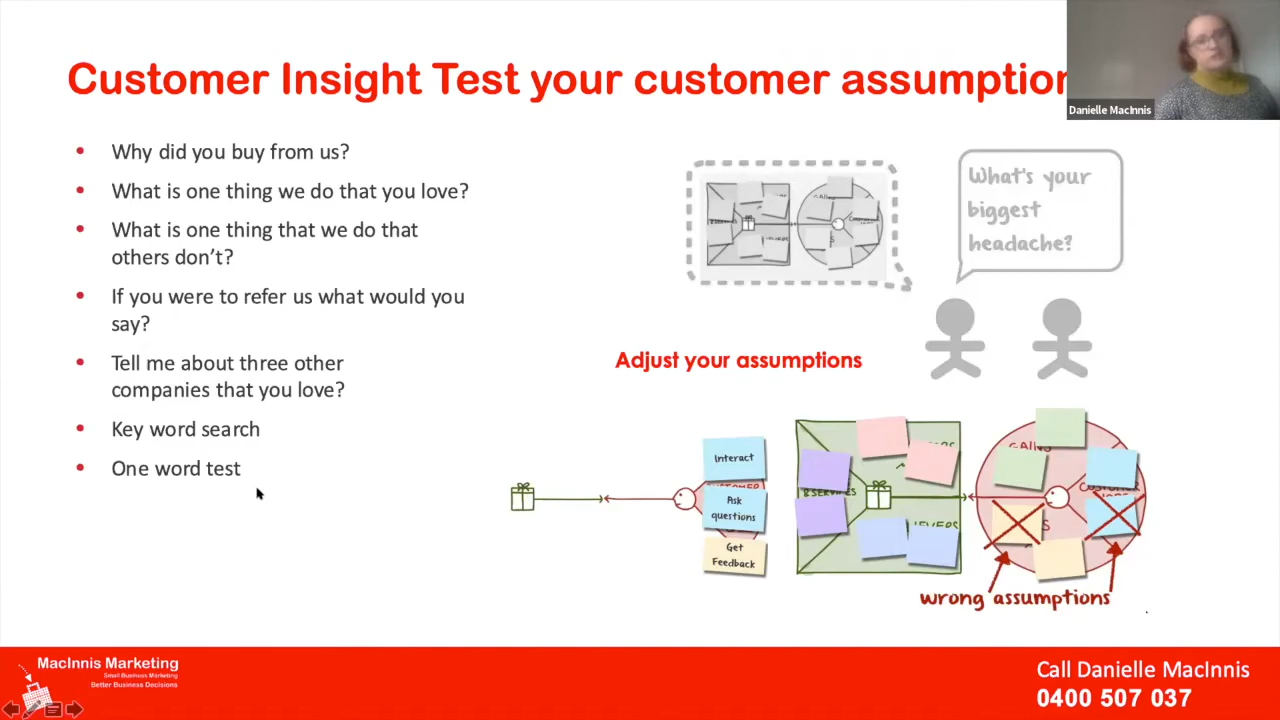 Customer Insight Test your customer assumption
Danielle MacInnis
• Why did you buy from us?
• What is one thing we do that you love?
• What is one thing that we do that
others don't?
• If you were to refer us what would you
say?
• Tell me about three other
companies that you love?
• Key word search
• One word test
What's your
biggest
headache?
Adjust your assumptions
Interact
Ask
questions
Get
Feedback
GAINS
wrong assumptions
MacInnis Marketing
Small Business Marketing
Better Business Decisions
Call Danielle MacInnis
0400 507 037